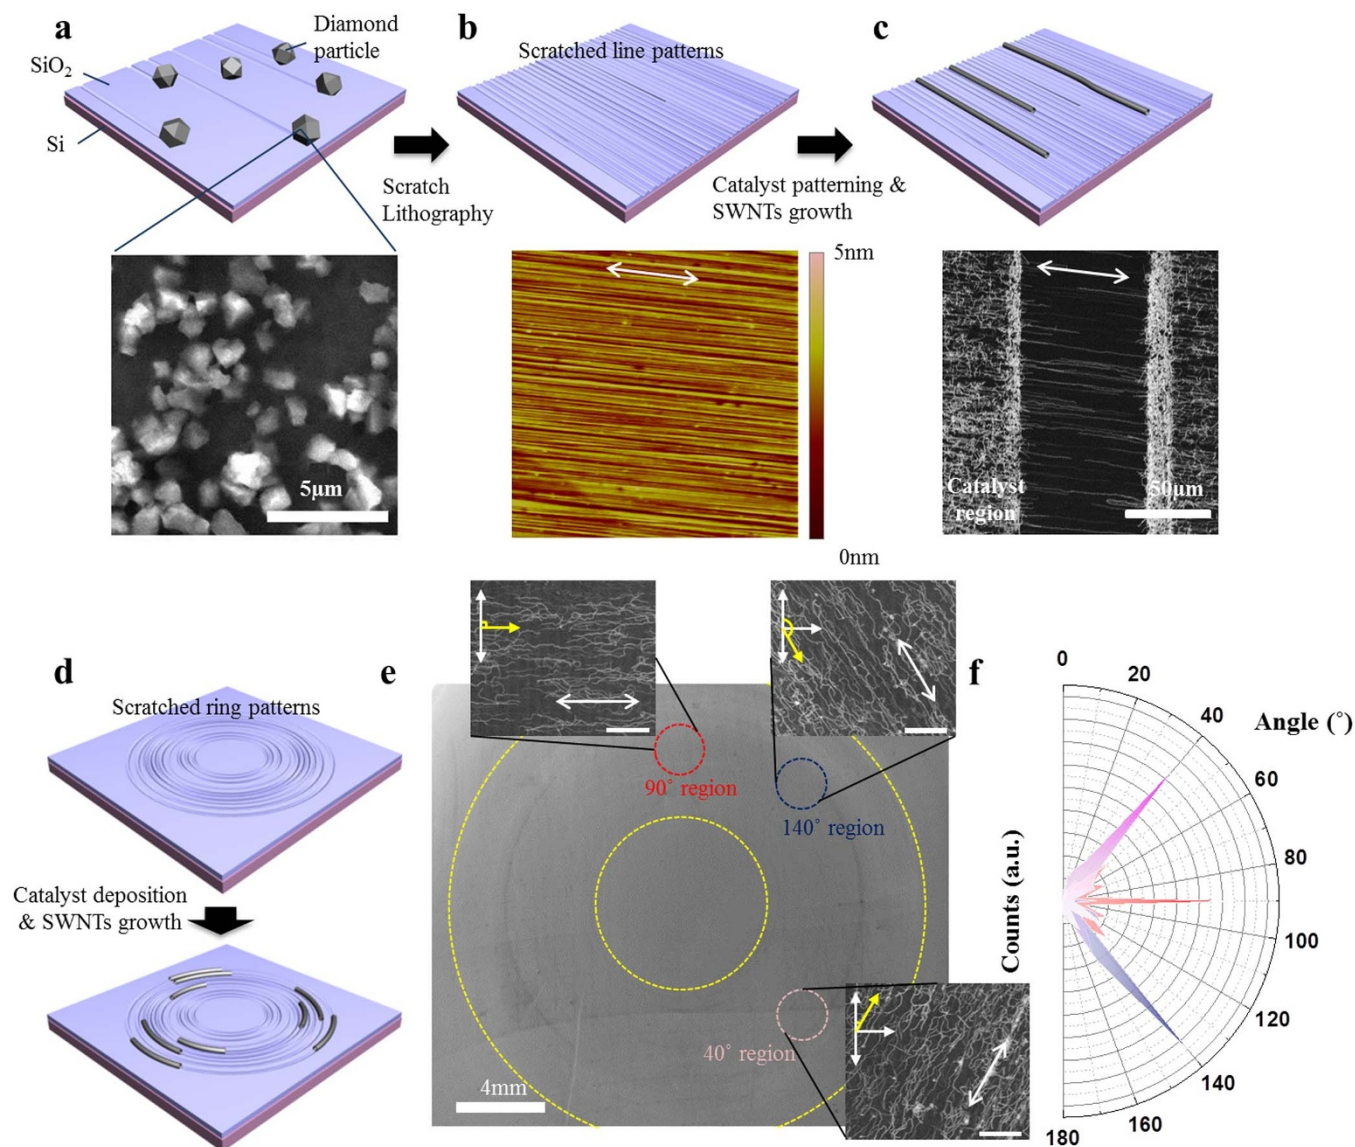 a
Diamond
particle
SiO₂
Si
Scratch
Lithography
5μm
b
Scratched line patterns
Catalyst patterning &
SWNTs growth
5nm
0nm
c
Catalyst
region
50μm
d
Scratched ring patterns
Catalyst deposition
& SWNTs growth
e
90° region
140° region
40° region
4mm
f
0
20
40
Angle (°)
60
80
100
120
140
160
180
Counts (a.u.)